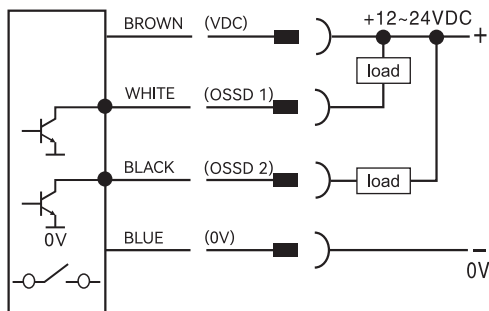 BROWN (VDC) +12~24VDC +
load
WHITE (OSSD 1)
BLACK (OSSD 2) load
0V
BLUE (0V) −
0V